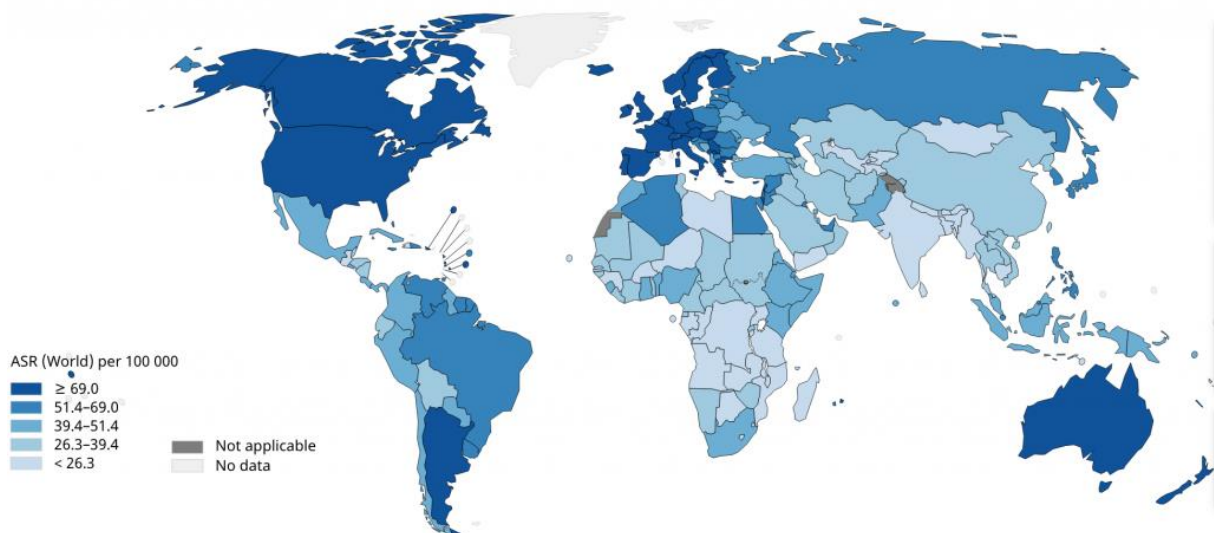 ASR (World) per 100 000
≥ 69.0
51.4–69.0
39.4–51.4
26.3–39.4
< 26.3
Not applicable
No data